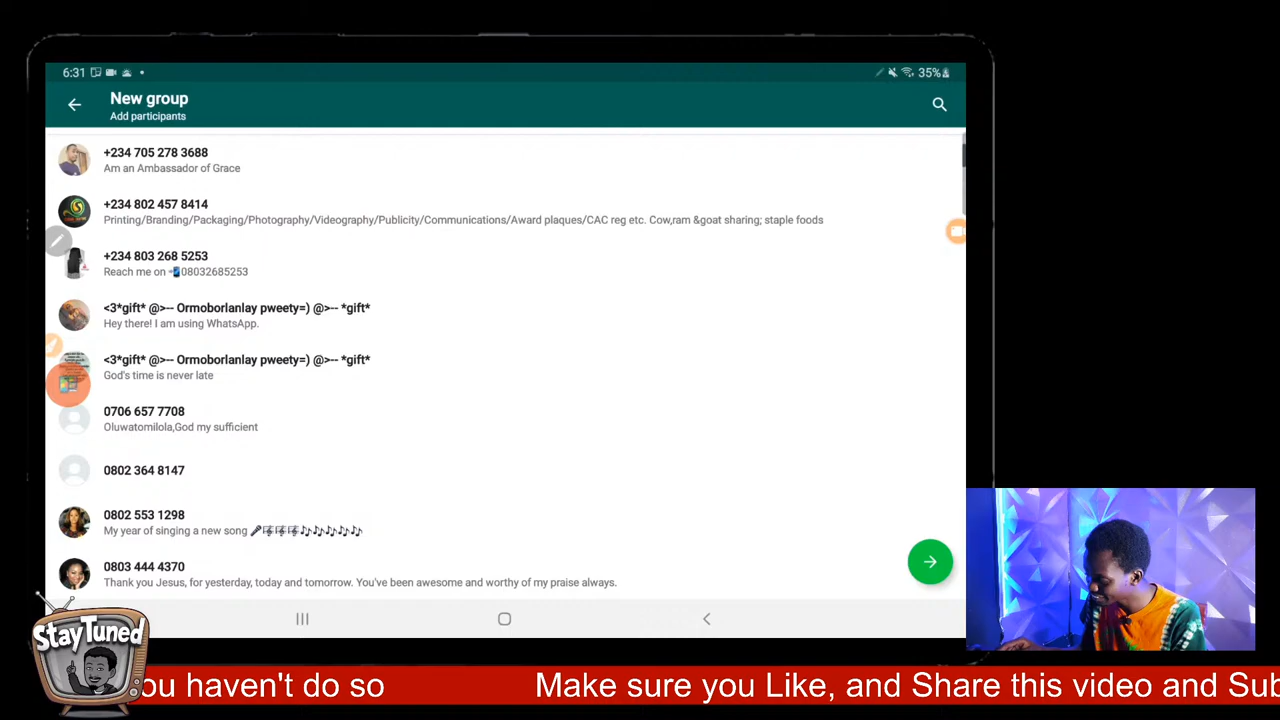 6:31
35%
New group
Add participants
+234 705 278 3688
Am an Ambassador of Grace
+234 802 457 8414
Printing/Branding/Packaging/Photography/Videography/Publicity/Communications/Award plaques/CAC reg etc. Cow,ram &goat sharing; staple foods
+234 803 268 5253
Reach me on 📲08032685253
<3*gift* @>-- Ormoborlanlay pweety=) @>-- *gift*
Hey there! I am using WhatsApp.
<3*gift* @>-- Ormoborlanlay pweety=) @>-- *gift*
God's time is never late
0706 657 7708
Oluwatomilola,God my sufficient
0802 364 8147
0802 553 1298
My year of singing a new song 🎤🎼🎼🎼🎶🎶🎶🎶🎶
0803 444 4370
Thank you Jesus, for yesterday, today and tomorrow. You've been awesome and worthy of my praise always.
StayTuned
ou haven't do so Make sure you Like, and Share this video and Sub